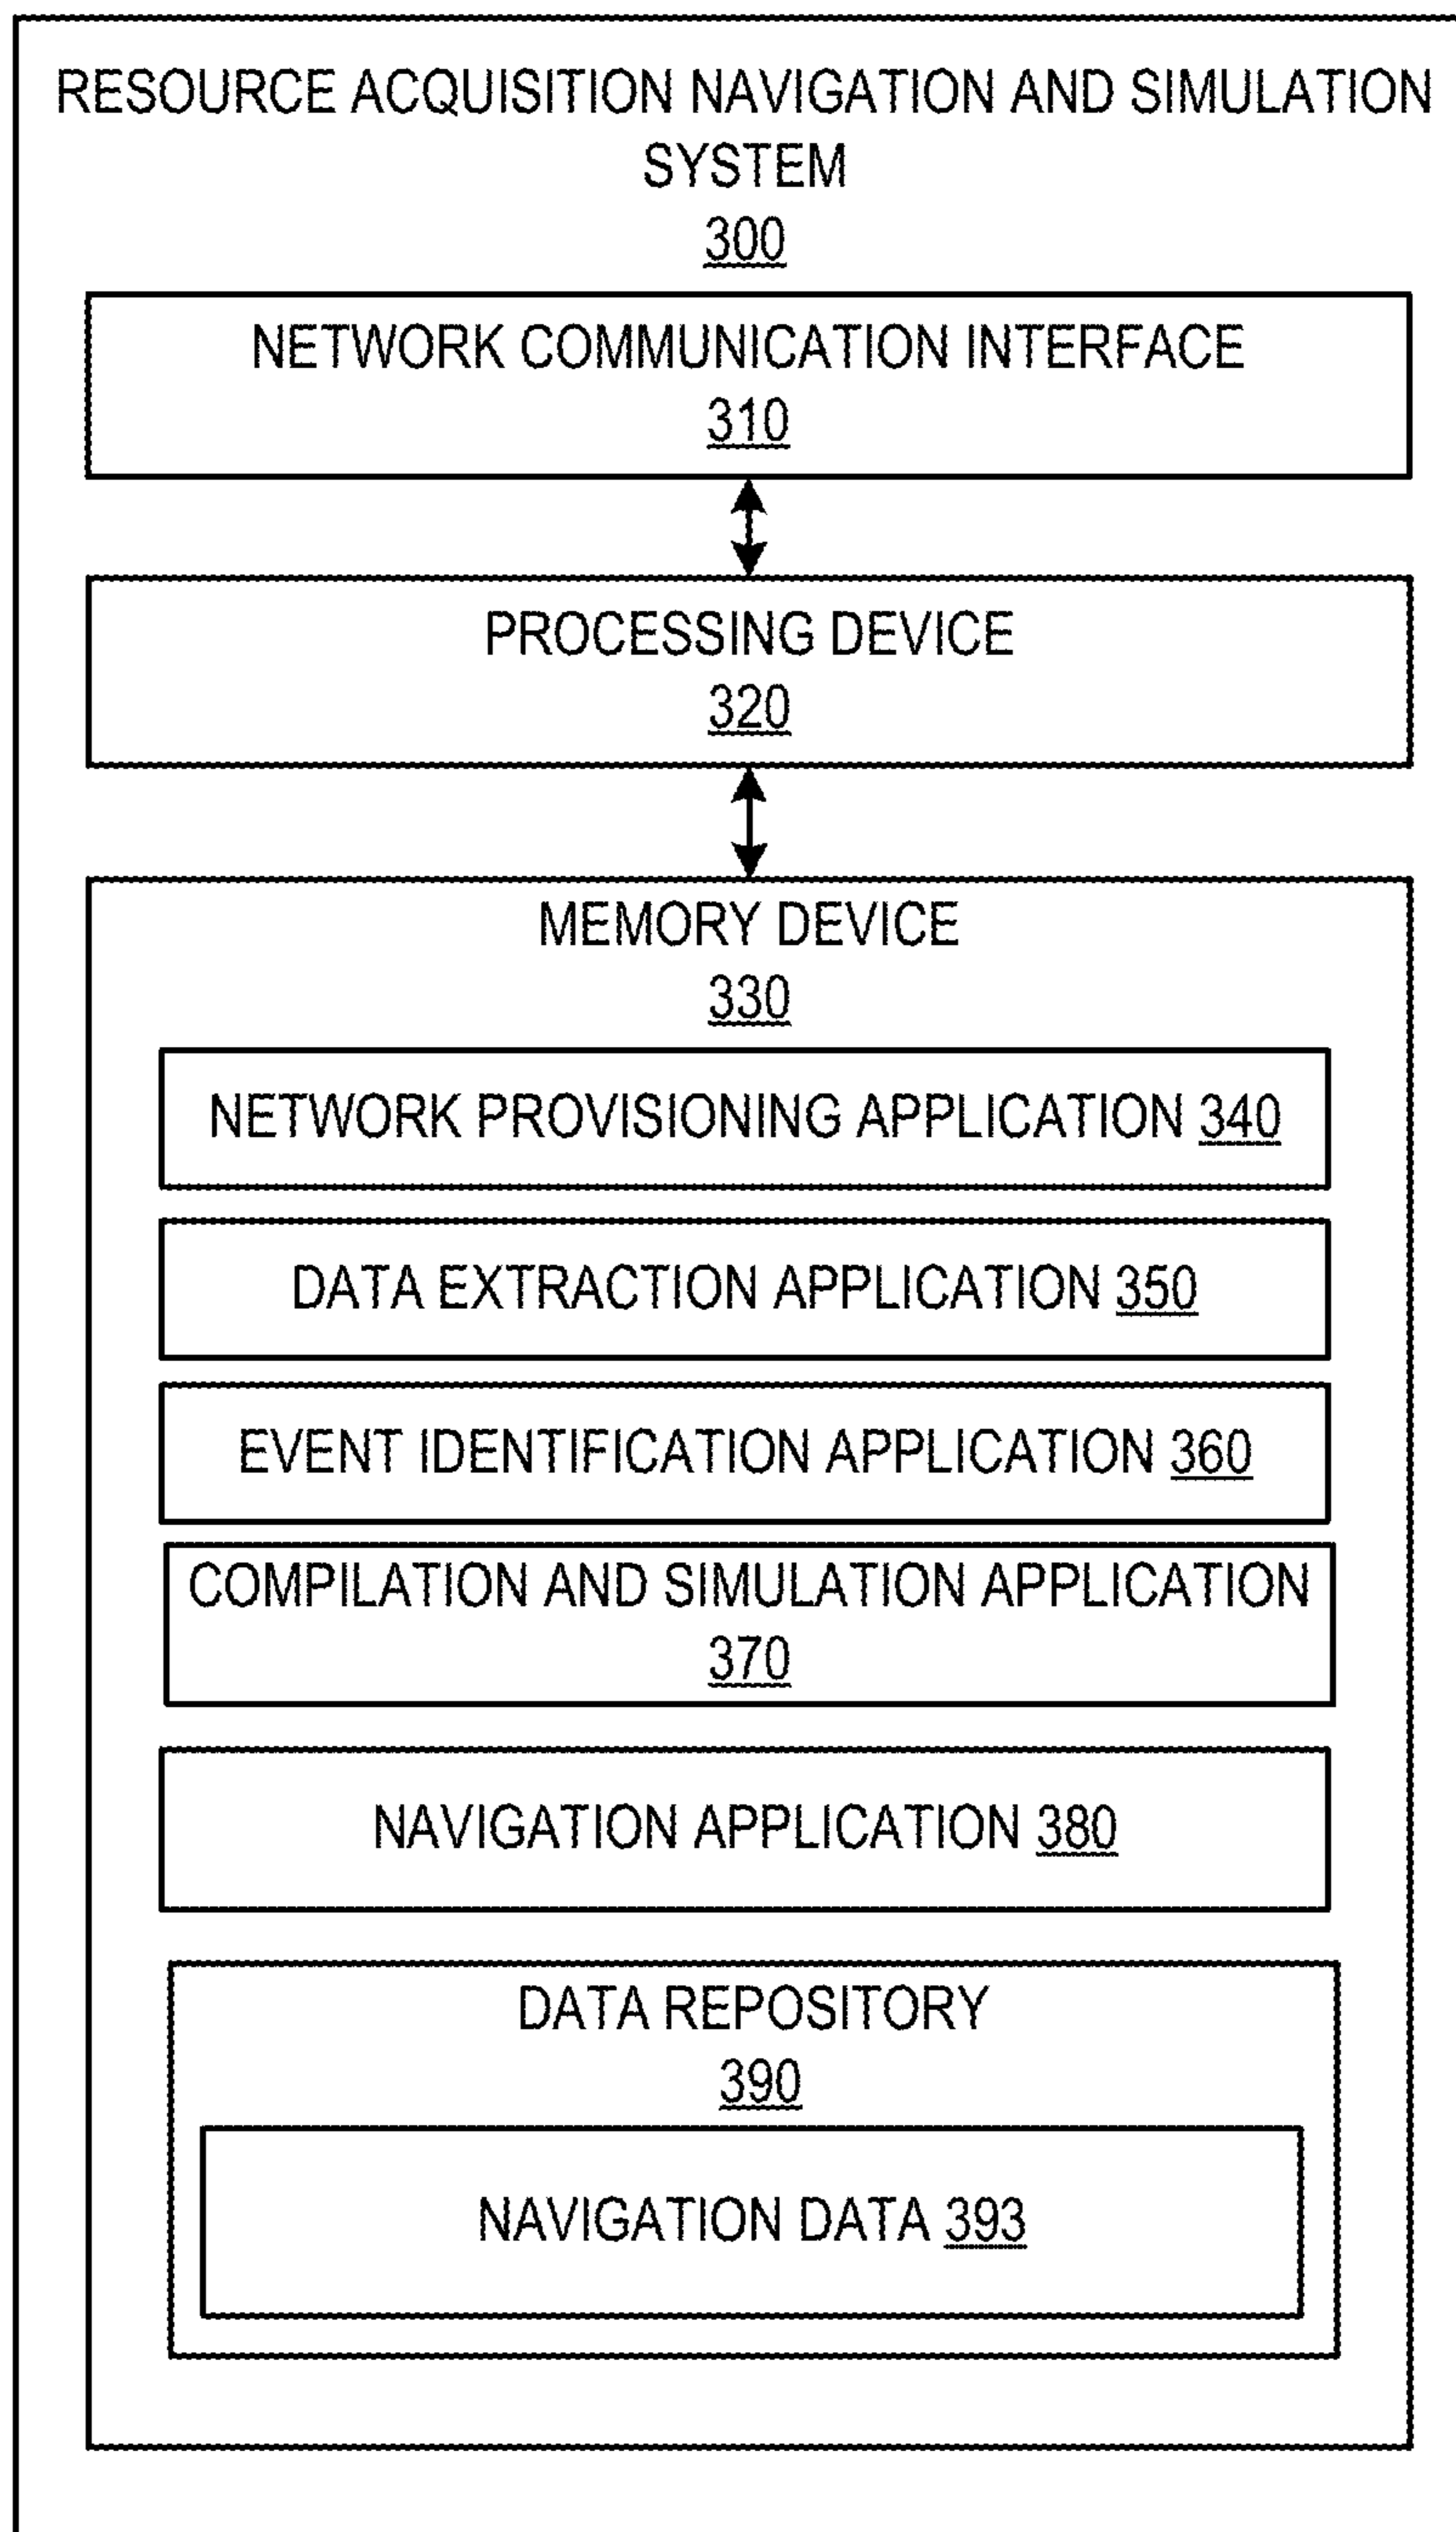 RESOURCE ACQUISITION NAVIGATION AND SIMULATION
SYSTEM
300
NETWORK COMMUNICATION INTERFACE
310
PROCESSING DEVICE
320
MEMORY DEVICE
330
NETWORK PROVISIONING APPLICATION 340
DATA EXTRACTION APPLICATION 350
EVENT IDENTIFICATION APPLICATION 360
COMPILATION AND SIMULATION APPLICATION
370
NAVIGATION APPLICATION 380
DATA REPOSITORY
390
NAVIGATION DATA 393